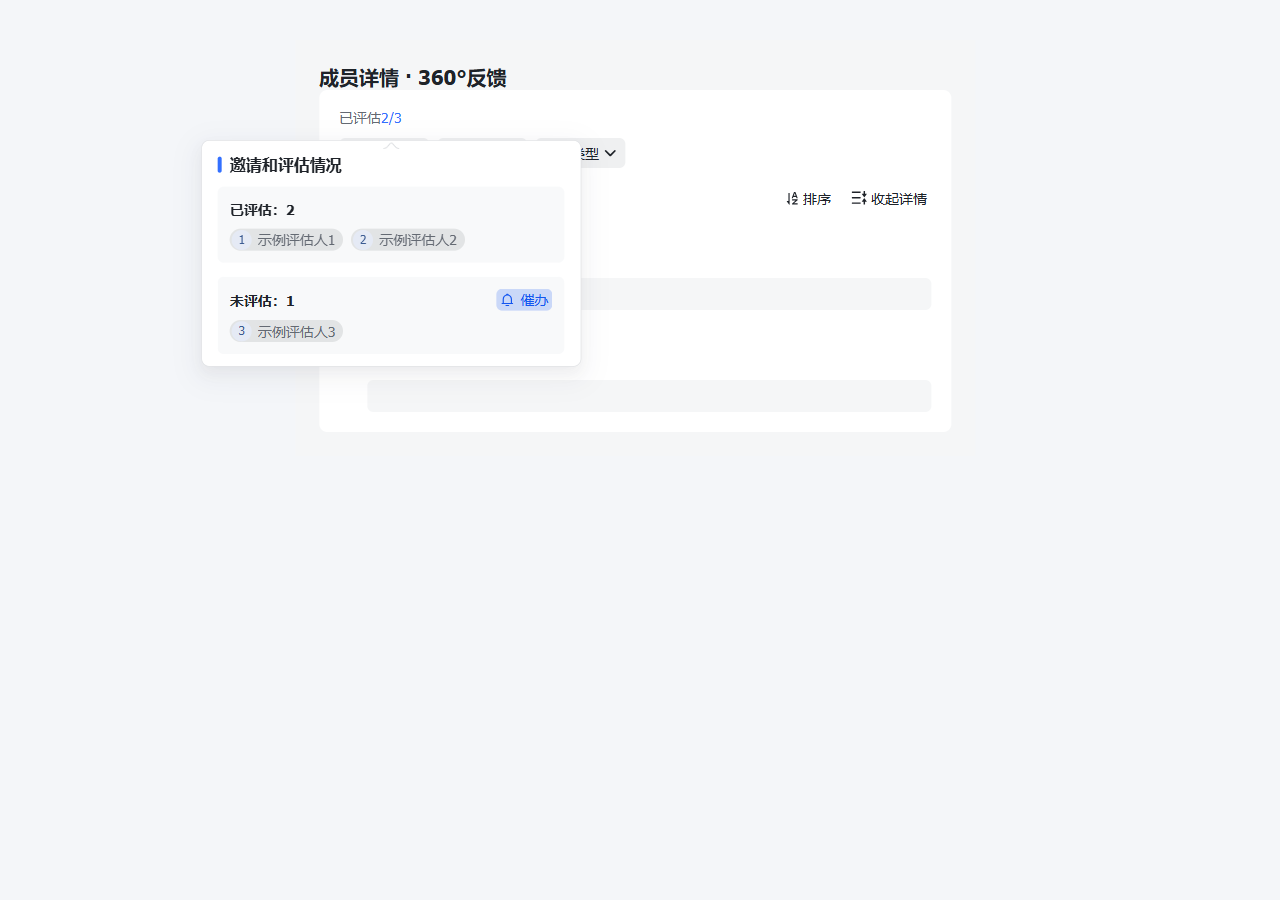 成员详情 · 360°反馈
已评估2/3
类型
邀请和评估情况
排序 收起详情
已评估：2
1 示例评估人1 2 示例评估人2
未评估：1 催办
3 示例评估人3